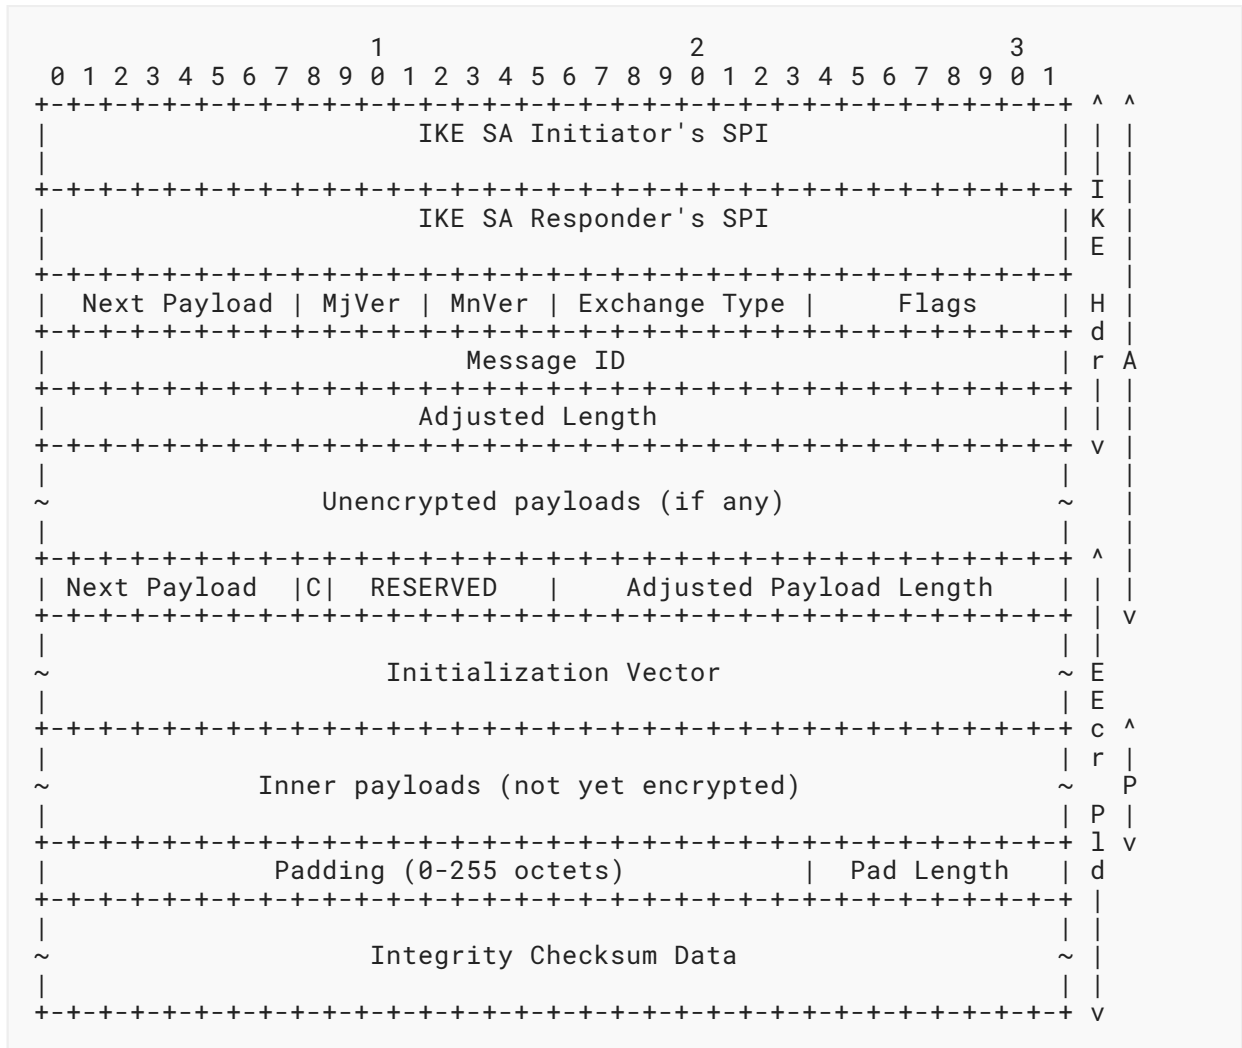 1                   2                   3
 0 1 2 3 4 5 6 7 8 9 0 1 2 3 4 5 6 7 8 9 0 1 2 3 4 5 6 7 8 9 0 1
+-+-+-+-+-+-+-+-+-+-+-+-+-+-+-+-+-+-+-+-+-+-+-+-+-+-+-+-+-+-+-+-+ ^ ^
|                       IKE SA Initiator's SPI                  | | |
|                                                               | | |
+-+-+-+-+-+-+-+-+-+-+-+-+-+-+-+-+-+-+-+-+-+-+-+-+-+-+-+-+-+-+-+-+ I |
|                       IKE SA Responder's SPI                  | K |
|                                                               | E |
+-+-+-+-+-+-+-+-+-+-+-+-+-+-+-+-+-+-+-+-+-+-+-+-+-+-+-+-+-+-+-+-+   |
|  Next Payload | MjVer | MnVer | Exchange Type |     Flags     | H |
+-+-+-+-+-+-+-+-+-+-+-+-+-+-+-+-+-+-+-+-+-+-+-+-+-+-+-+-+-+-+-+-+ d |
|                          Message ID                           | r A
+-+-+-+-+-+-+-+-+-+-+-+-+-+-+-+-+-+-+-+-+-+-+-+-+-+-+-+-+-+-+-+-+ | |
|                       Adjusted Length                         | | |
+-+-+-+-+-+-+-+-+-+-+-+-+-+-+-+-+-+-+-+-+-+-+-+-+-+-+-+-+-+-+-+-+ v |
|                                                               |   |
~                 Unencrypted payloads (if any)                 ~   |
|                                                               |   |
+-+-+-+-+-+-+-+-+-+-+-+-+-+-+-+-+-+-+-+-+-+-+-+-+-+-+-+-+-+-+-+-+ ^ |
| Next Payload  |C|  RESERVED   |    Adjusted Payload Length    | | |
+-+-+-+-+-+-+-+-+-+-+-+-+-+-+-+-+-+-+-+-+-+-+-+-+-+-+-+-+-+-+-+-+ | v
|                                                               | |
~                     Initialization Vector                     ~ E
|                                                               | E
+-+-+-+-+-+-+-+-+-+-+-+-+-+-+-+-+-+-+-+-+-+-+-+-+-+-+-+-+-+-+-+-+ c ^
|                                                               | r |
~             Inner payloads (not yet encrypted)                ~   P
|                                                               | P |
+-+-+-+-+-+-+-+-+-+-+-+-+-+-+-+-+-+-+-+-+-+-+-+-+-+-+-+-+-+-+-+-+ l v
|              Padding (0-255 octets)           |  Pad Length   | d
+-+-+-+-+-+-+-+-+-+-+-+-+-+-+-+-+-+-+-+-+-+-+-+-+-+-+-+-+-+-+-+-+ |
|                                                               | |
~                    Integrity Checksum Data                    ~ |
|                                                               | |
+-+-+-+-+-+-+-+-+-+-+-+-+-+-+-+-+-+-+-+-+-+-+-+-+-+-+-+-+-+-+-+-+ v